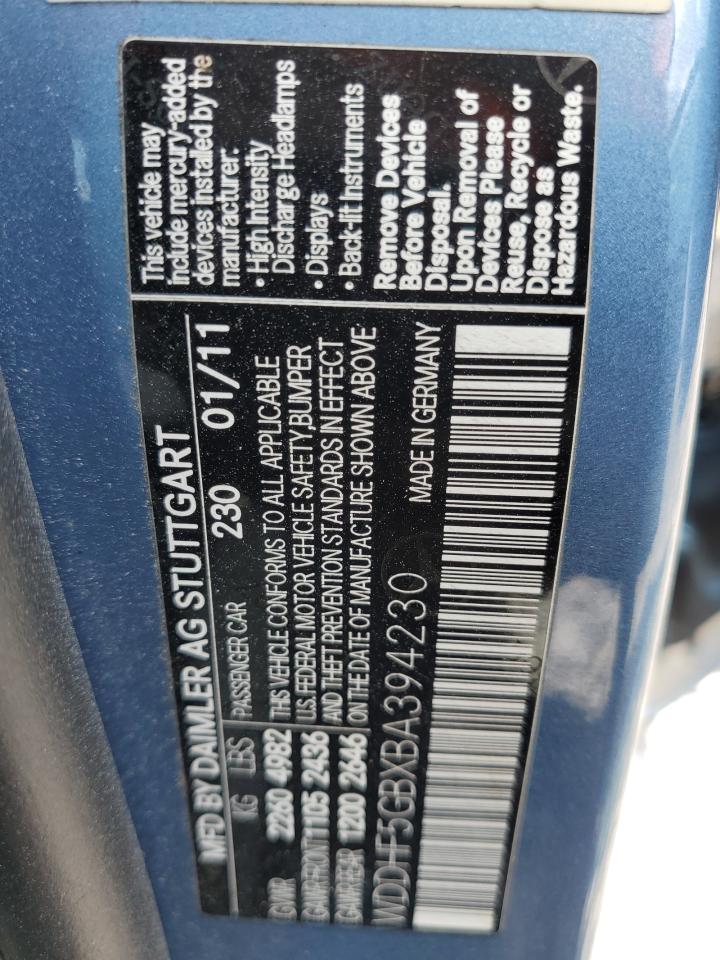 MFD BY DAIMLER AG STUTTGART
KG LBS PASSENGER CAR 230 01/11
GVWR 2260 4982
GAWR FRONT 1105 2436
GAWR REAR 1200 2646
THIS VEHICLE CONFORMS TO ALL APPLICABLE
U.S. FEDERAL MOTOR VEHICLE SAFETY,BUMPER
AND THEFT PREVENTION STANDARDS IN EFFECT
ON THE DATE OF MANUFACTURE SHOWN ABOVE
WDDHF5GBXBA394230 MADE IN GERMANY
This vehicle may
include mercury-added
devices installed by the
manufacturer:
• High Intensity
Discharge Headlamps
• Displays
• Back-lit Instruments
Remove Devices
Before Vehicle
Disposal.
Upon Removal of
Devices Please
Reuse, Recycle or
Dispose as
Hazardous Waste.